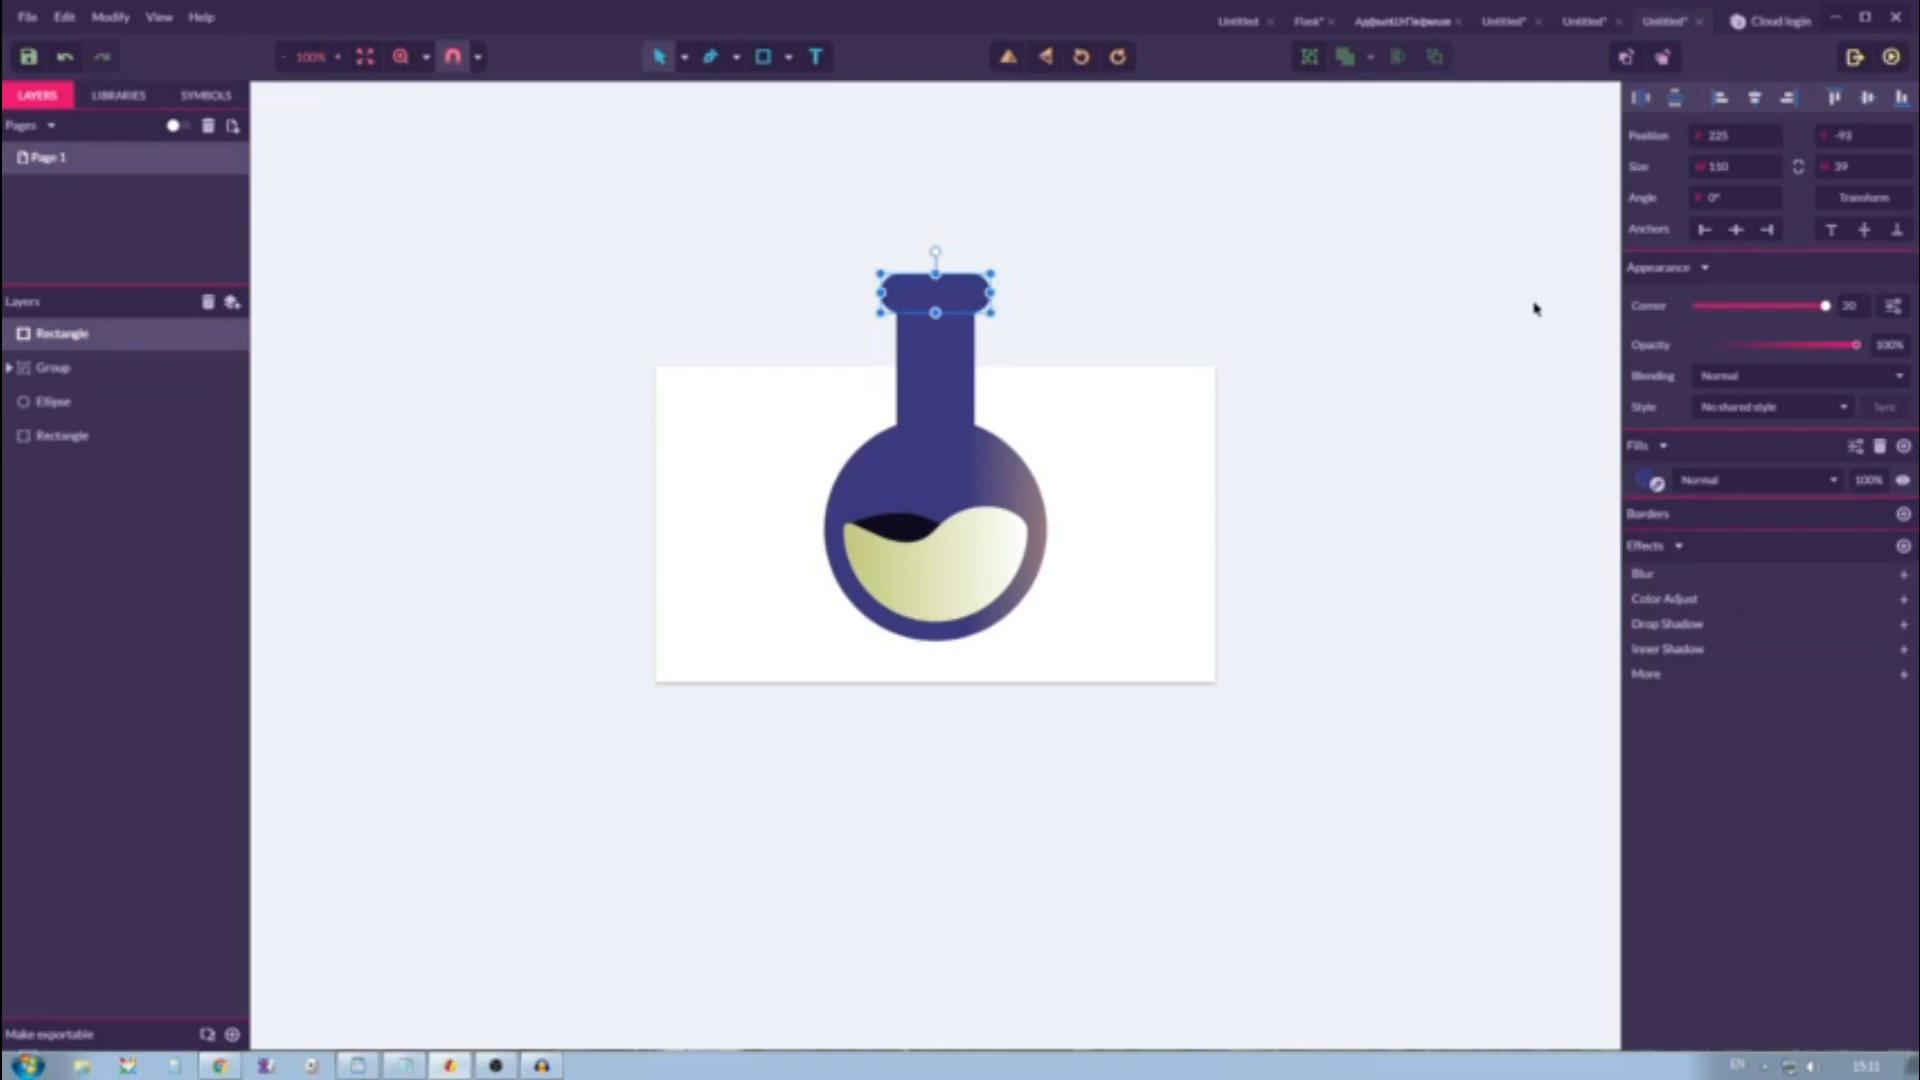 File Edit Modify View Help
Untitled Flask* Untitled* Untitled* Untitled* Cloud login
- 100% +
LAYERS LIBRARIES SYMBOLS
Pages
Page 1
Layers
Rectangle
Group
Ellipse
Rectangle
Make exportable
Position X 225 Y -93
Size W 110 H 39
Angle R 0° Transform
Anchors
Appearance
Corner 20
Opacity 100%
Blending Normal
Style No shared style Sync
Fills
Normal 100%
Borders
Effects
Blur +
Color Adjust +
Drop Shadow +
Inner Shadow +
More +
EN 15:11